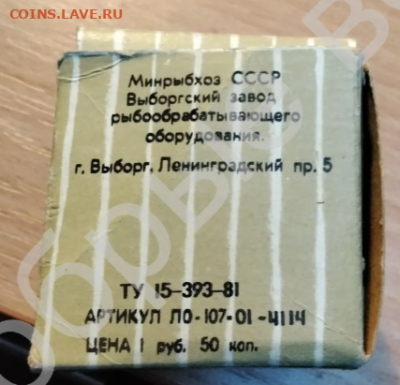 COINS.LAVE.RU
Минрыбхоз СССР
Выборгский завод
рыбообрабатывающего
оборудования.
г. Выборг, Ленинградский пр. 5
ТУ 15-393-81
АРТИКУЛ ЛО-107-01-4114
ЦЕНА 1 руб. 50 коп.